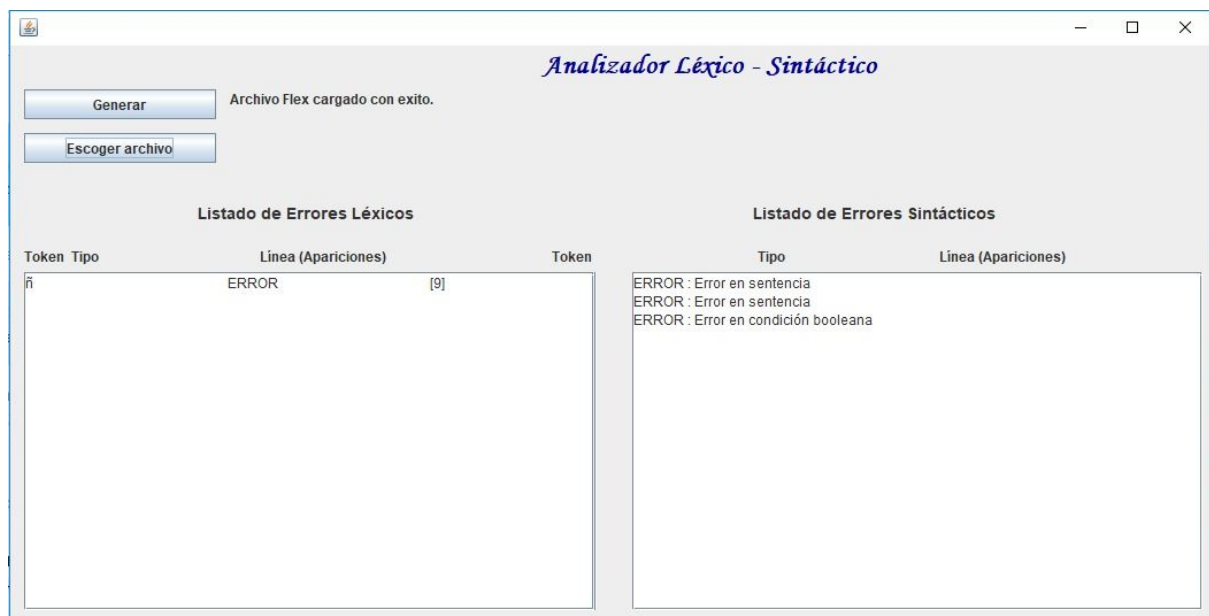 Analizador Léxico - Sintáctico
Generar
Archivo Flex cargado con exito.
Escoger archivo
Listado de Errores Léxicos
Listado de Errores Sintácticos
Token Tipo Línea (Apariciones) Token Tipo Línea (Apariciones)
ñ ERROR [9]
ERROR : Error en sentencia
ERROR : Error en sentencia
ERROR : Error en condición booleana